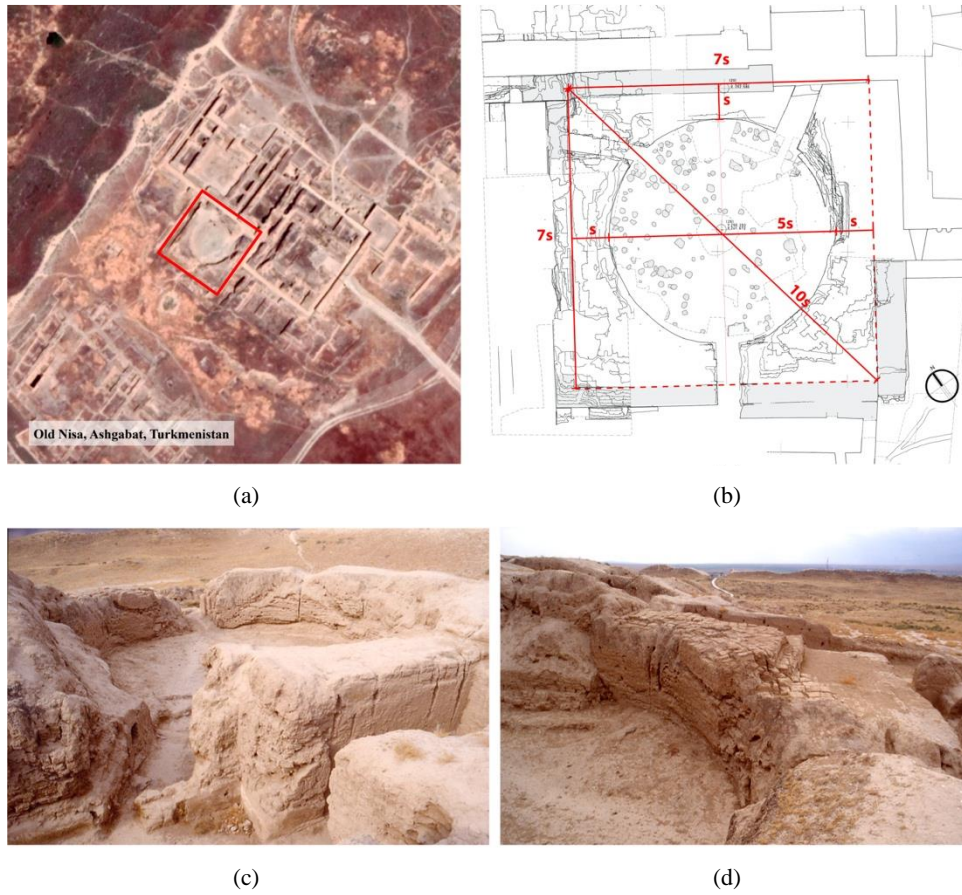 Old Nisa, Ashgabat, Turkmenistan
7s
s
7s
s
5s
s
10s
(a)
(b)
(c)
(d)